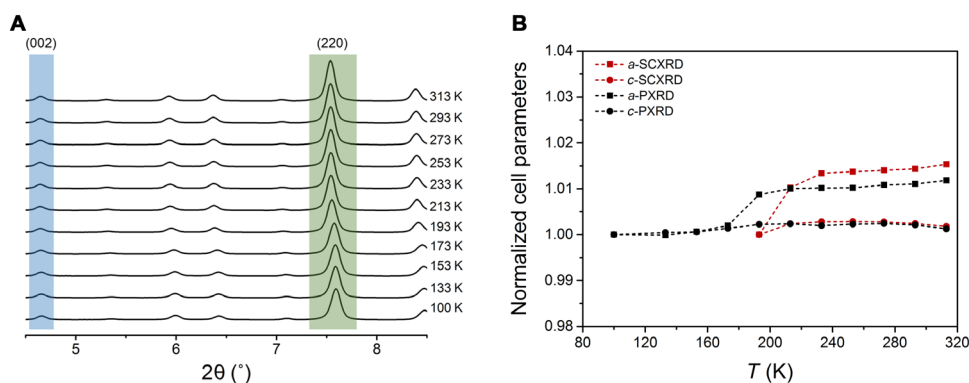 A
(002)
(220)
313 K
293 K
273 K
253 K
233 K
213 K
193 K
173 K
153 K
133 K
100 K
5
6
7
8
2θ (°)
B
Normalized cell parameters
1.04
1.03
1.02
1.01
1.00
0.99
0.98
a-SCXRD
c-SCXRD
a-PXRD
c-PXRD
80
120
160
200
240
280
320
T (K)